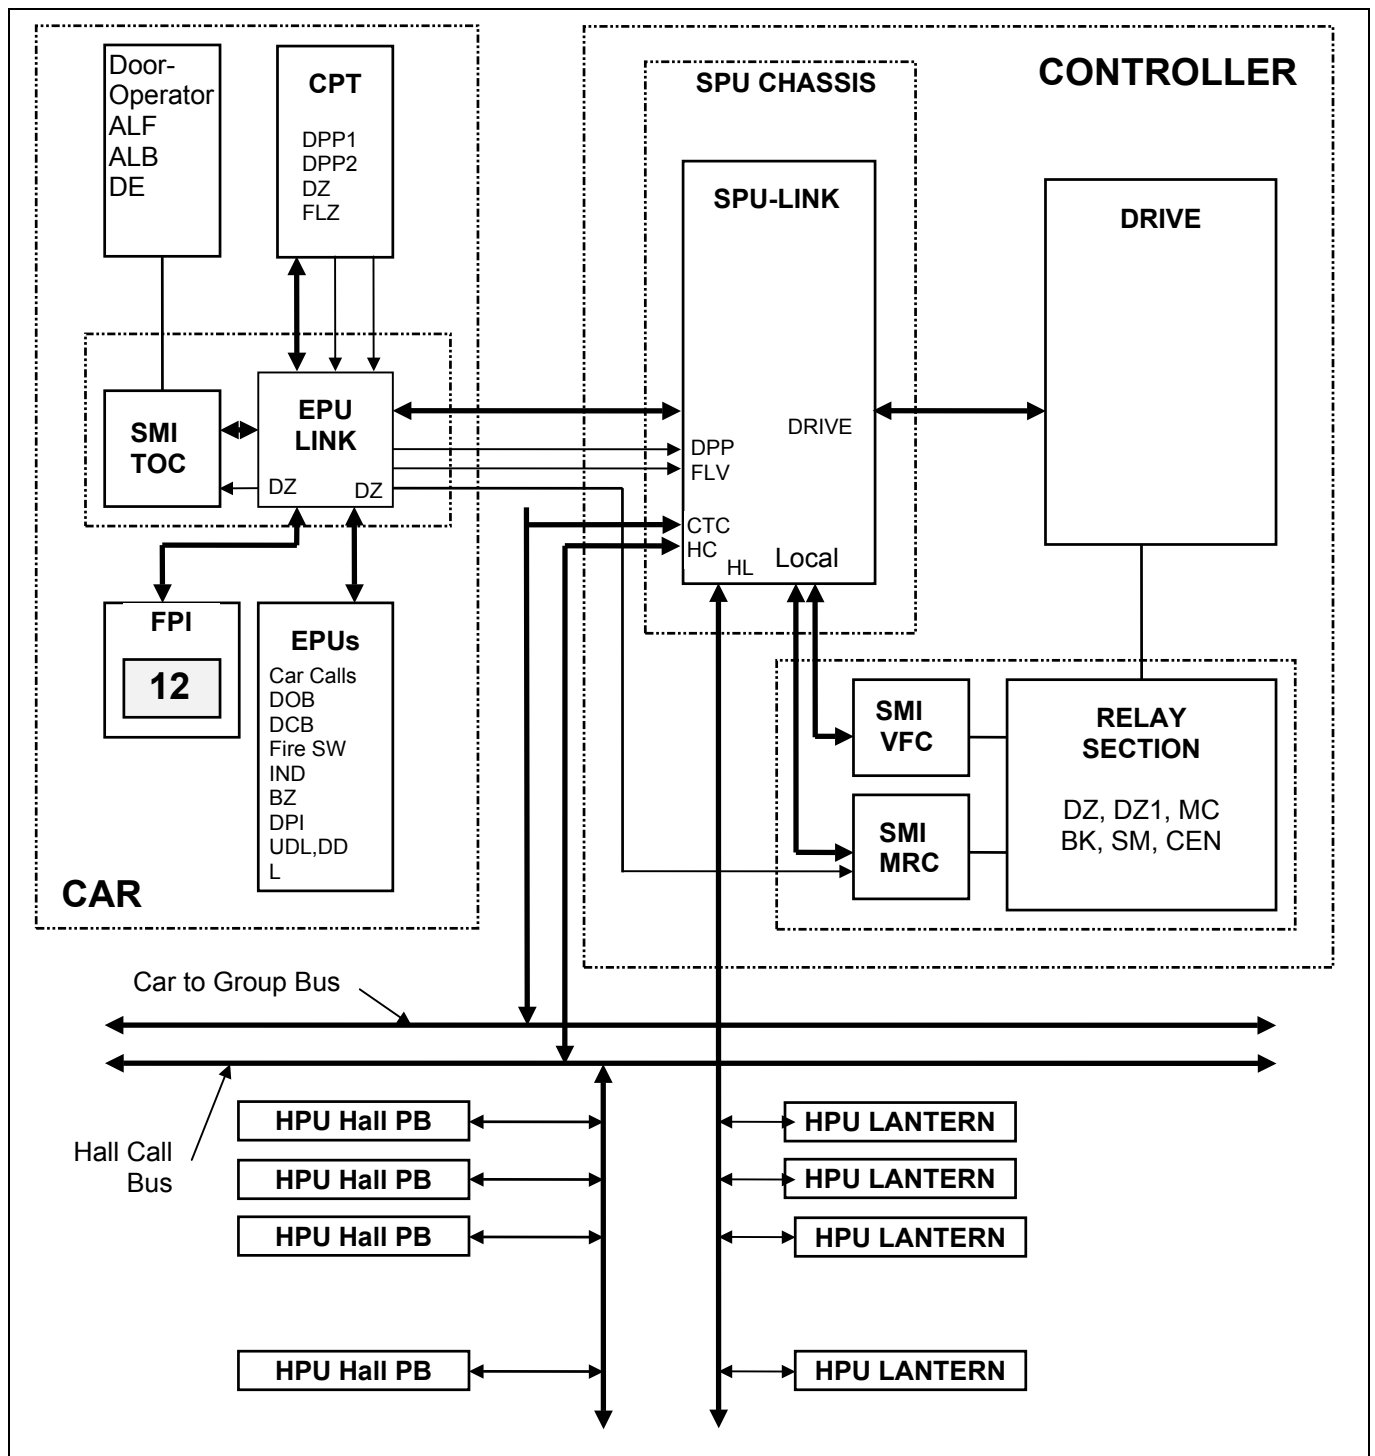 Door-
Operator
ALF
ALB
DE
CPT
DPP1
DPP2
DZ
FLZ
SPU CHASSIS
CONTROLLER
SPU-LINK
DRIVE
DRIVE
DPP
FLV
CTC
HC
HL
Local
SMI
TOC
EPU
LINK
DZ
DZ
FPI
12
EPUs
Car Calls
DOB
DCB
Fire SW
IND
BZ
DPI
UDL,DD
L
CAR
SMI
VFC
SMI
MRC
RELAY
SECTION
DZ, DZ1, MC
BK, SM, CEN
Car to Group Bus
Hall Call
Bus
HPU Hall PB
HPU LANTERN
HPU Hall PB
HPU LANTERN
HPU Hall PB
HPU LANTERN
HPU Hall PB
HPU LANTERN